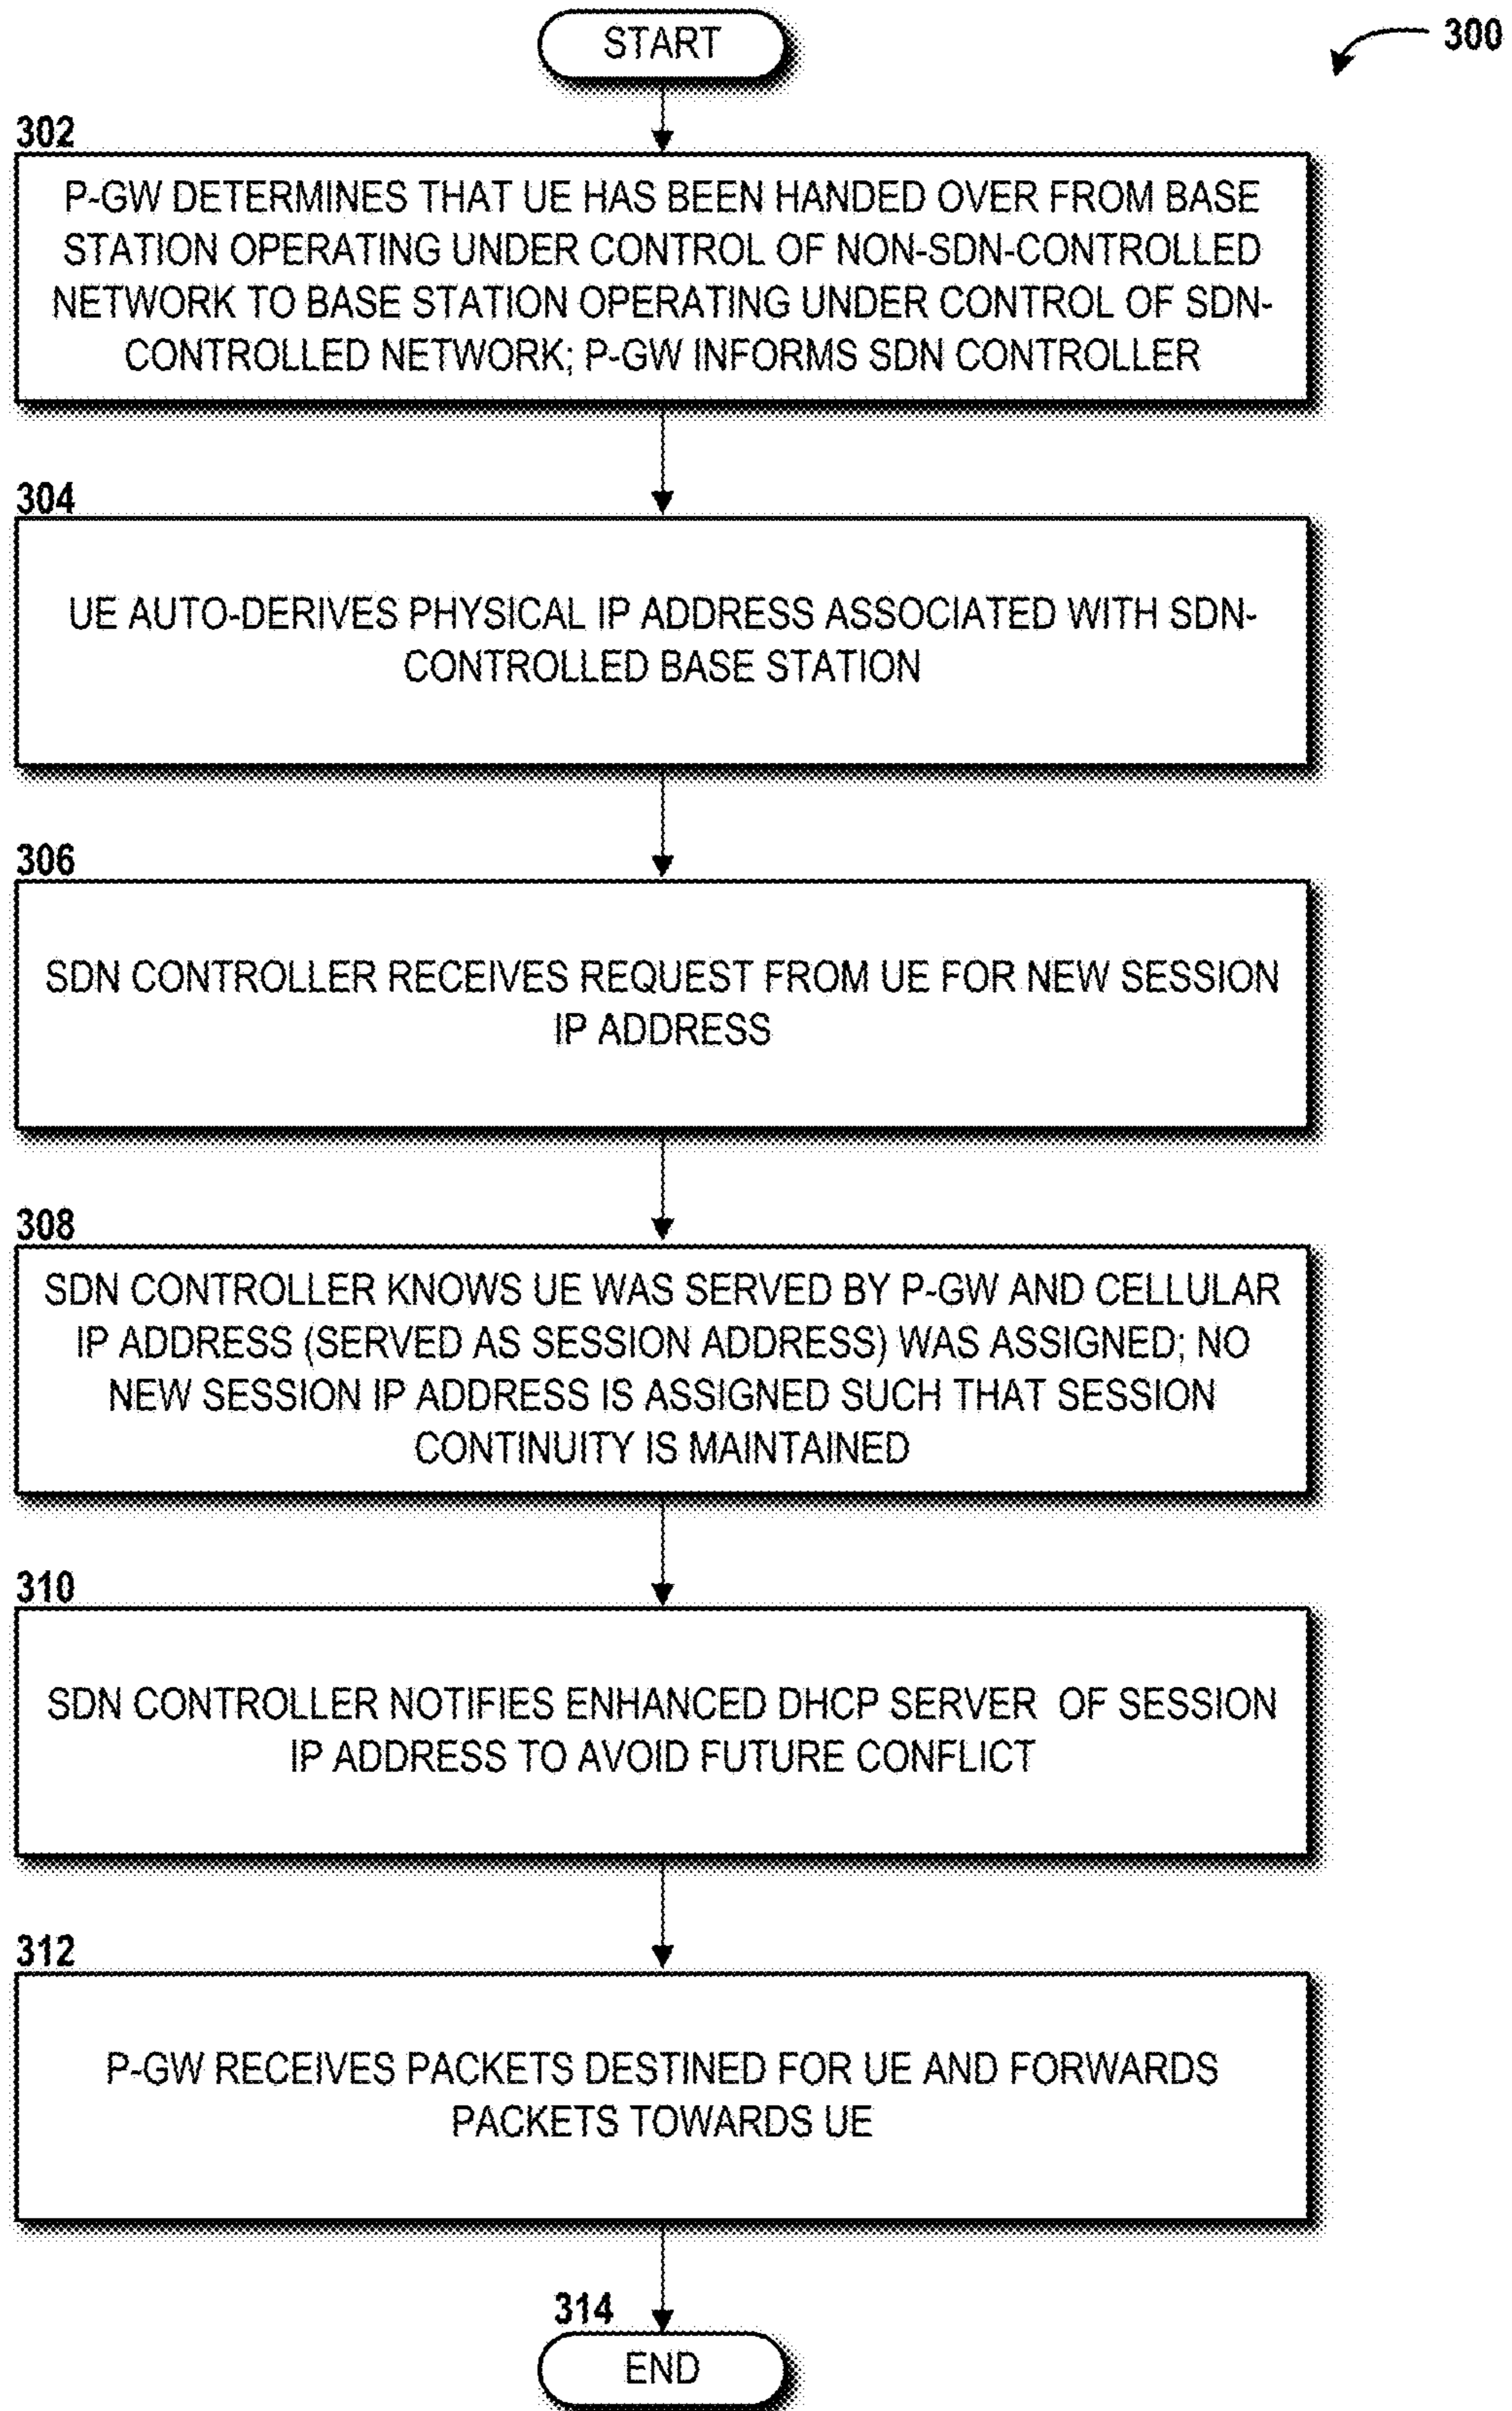 START
300
302
P-GW DETERMINES THAT UE HAS BEEN HANDED OVER FROM BASE
STATION OPERATING UNDER CONTROL OF NON-SDN-CONTROLLED
NETWORK TO BASE STATION OPERATING UNDER CONTROL OF SDN-
CONTROLLED NETWORK; P-GW INFORMS SDN CONTROLLER
304
UE AUTO-DERIVES PHYSICAL IP ADDRESS ASSOCIATED WITH SDN-
CONTROLLED BASE STATION
306
SDN CONTROLLER RECEIVES REQUEST FROM UE FOR NEW SESSION
IP ADDRESS
308
SDN CONTROLLER KNOWS UE WAS SERVED BY P-GW AND CELLULAR
IP ADDRESS (SERVED AS SESSION ADDRESS) WAS ASSIGNED; NO
NEW SESSION IP ADDRESS IS ASSIGNED SUCH THAT SESSION
CONTINUITY IS MAINTAINED
310
SDN CONTROLLER NOTIFIES ENHANCED DHCP SERVER OF SESSION
IP ADDRESS TO AVOID FUTURE CONFLICT
312
P-GW RECEIVES PACKETS DESTINED FOR UE AND FORWARDS
PACKETS TOWARDS UE
314
END